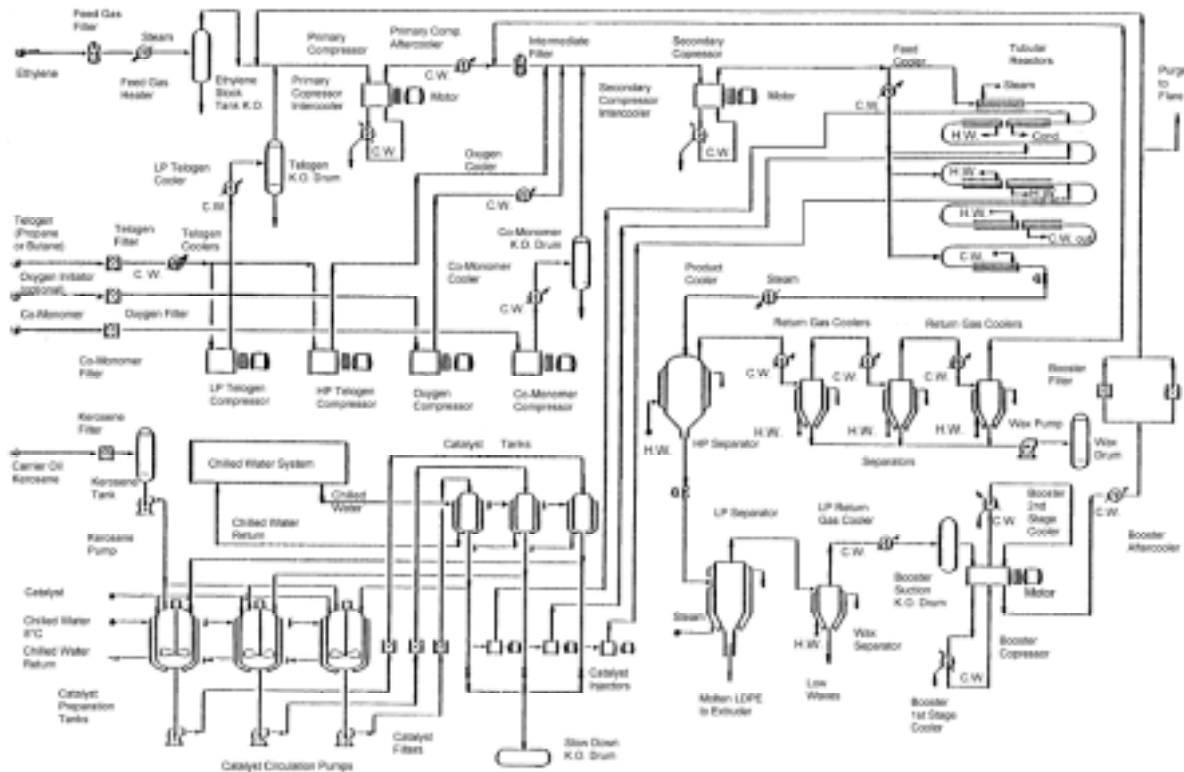 Feed Gas
Filter
Steam
Ethylene
Feed Gas
Heater
Ethylene
Stock
Tank K.O.
Primary
Compressor
Primary Comp.
Aftercooler
C.W.
Intermediate
Filter
Secondary
Copressor
Feed
Cooler
Tubular
Reactors
Primary
Copressor
Intercooler
Motor
C.W.
Secondary
Compressor
Intercooler
Motor
C.W.
C.W.
Steam
H.W.
Cond.
Purge
to
Flare
LP Telogen
Cooler
C.W.
Telogen
K.O. Drum
Oxygen
Cooler
C.W.
H.W.
H.W.
H.W.
C.W. out
C.W.
Telogen
(Propane
or Butane)
Telogen
Filter
Telogen
Coolers
C.W.
Co-Monomer
K.O. Drum
Co-Monomer
Cooler
C.W.
Oxygen Initiator
(optional)
Co-Monomer
Oxygen Filter
Product
Cooler
Steam
Return Gas Coolers
Return Gas Coolers
C.W.
C.W.
C.W.
Co-Monomer
Filter
LP Telogen
Compressor
HP Telogen
Compressor
Oxygen
Compressor
Co-Monomer
Compressor
Booster
Filter
H.W.
HP Separator
H.W.
H.W.
H.W.
Separators
Wax Pump
Wax
Drum
Kerosene
Filter
Carrier Oil
Kerosene
Kerosene
Tank
Chilled Water System
Catalyst Tanks
Chilled
Water
Chilled Water
Return
Kerosene
Pump
LP Separator
LP Return
Gas Cooler
C.W.
Booster
2nd
Stage
Cooler
C.W.
C.W.
Booster
Aftercooler
Booster
Suction
K.O. Drum
Motor
Catalyst
Chilled Water
8°C
Chilled Water
Return
Steam
H.W.
Wax
Separator
Booster
Copressor
C.W.
Catalyst
Preparation
Tanks
Catalyst
Filters
Catalyst
Injectors
Molten LDPE
to Extruder
Low
Waves
Booster
1st Stage
Cooler
Catalyst Circulation Pumps
Slow Down
K.O. Drum